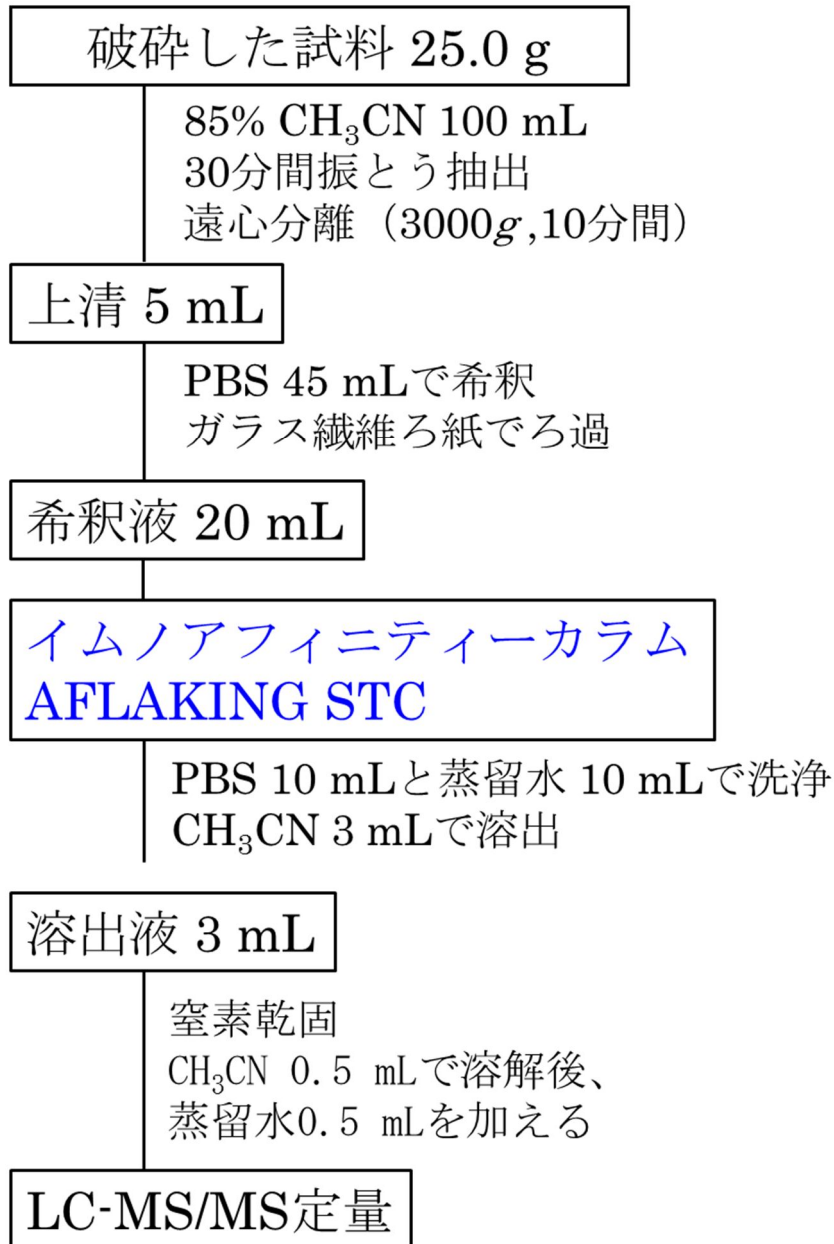 破砕した試料 25.0 g
85% CH₃CN 100 mL
30分間振とう抽出
遠心分離（3000g,10分間）
上清 5 mL
PBS 45 mLで希釈
ガラス繊維ろ紙でろ過
希釈液 20 mL
イムノアフィニティーカラム
AFLAKING STC
PBS 10 mLと蒸留水 10 mLで洗浄
CH₃CN 3 mLで溶出
溶出液 3 mL
窒素乾固
CH₃CN 0.5 mLで溶解後、
蒸留水0.5 mLを加える
LC-MS/MS定量